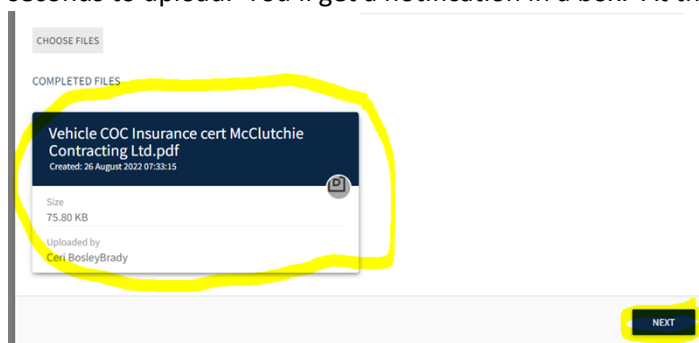 seconds to upload. You'll get a notification in a box. At th
CHOOSE FILES
COMPLETED FILES
Vehicle COC Insurance cert McClutchie
Contracting Ltd.pdf
Created: 26 August 2022 07:33:15
Size
75.80 KB
Uploaded by
Ceri BosleyBrady
NEXT